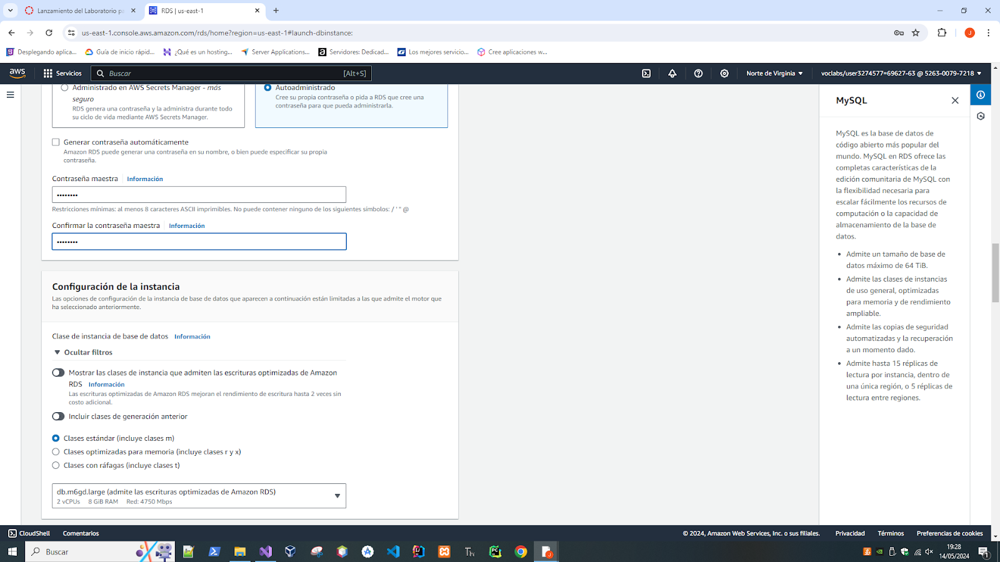 Lanzamiento del Laboratorio pa
RDS | us-east-1
us-east-1.console.aws.amazon.com/rds/home?region=us-east-1#launch-dbinstance:
J
Desplegando aplica...
Guía de inicio rápid...
¿Qué es un hosting...
Server Applications...
Servidores: Dedicad...
Los mejores servicio...
Cree aplicaciones w...
aws
Servicios
Buscar
[Alt+S]
Norte de Virginia
voclabs/user3274577=69627-63 @ 5263-0079-7218
Administrado en AWS Secrets Manager - más
seguro
RDS genera una contraseña y la administra durante todo
su ciclo de vida mediante AWS Secrets Manager.
Autoadministrado
Cree su propia contraseña o pida a RDS que cree una
contraseña para que pueda administrarla.
Generar contraseña automáticamente
Amazon RDS puede generar una contraseña en su nombre, o bien puede especificar su propia
contraseña.
Contraseña maestra
Información
••••••••
Restricciones mínimas: al menos 8 caracteres ASCII imprimibles. No puede contener ninguno de los siguientes símbolos: / ' " @
Confirmar la contraseña maestra
Información
••••••••
Configuración de la instancia
Las opciones de configuración de la instancia de base de datos que aparecen a continuación están limitadas a las que admite el motor que
ha seleccionado anteriormente.
Clase de instancia de base de datos
Información
Ocultar filtros
Mostrar las clases de instancia que admiten las escrituras optimizadas de Amazon
RDS
Información
Las escrituras optimizadas de Amazon RDS mejoran el rendimiento de escritura hasta 2 veces sin
costo adicional.
Incluir clases de generación anterior
Clases estándar (incluye clases m)
Clases optimizadas para memoria (incluye clases r y x)
Clases con ráfagas (incluye clases t)
db.m6gd.large (admite las escrituras optimizadas de Amazon RDS)
2 vCPUs 8 GiB RAM Red: 4750 Mbps
MySQL
MySQL es la base de datos de
código abierto más popular del
mundo. MySQL en RDS ofrece las
completas características de la
edición comunitaria de MySQL con
la flexibilidad necesaria para
escalar fácilmente los recursos de
computación o la capacidad de
almacenamiento de la base de
datos.
• Admite un tamaño de base de
datos máximo de 64 TiB.
• Admite las clases de instancias
de uso general, optimizadas
para memoria y de rendimiento
ampliable.
• Admite las copias de seguridad
automatizadas y la recuperación
a un momento dado.
• Admite hasta 15 réplicas de
lectura por instancia, dentro de
una única región, o 5 réplicas de
lectura entre regiones.
CloudShell
Comentarios
© 2024, Amazon Web Services, Inc. o sus filiales.
Privacidad
Términos
Preferencias de cookies
Buscar
19:28
14/05/2024
1